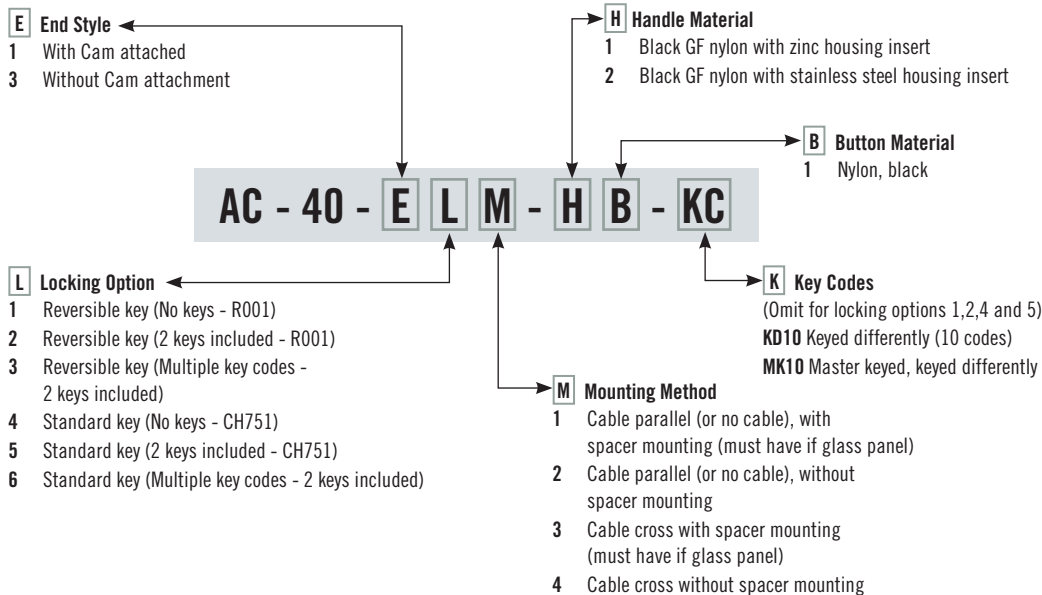 E End Style
1 With Cam attached
3 Without Cam attachment
H Handle Material
1 Black GF nylon with zinc housing insert
2 Black GF nylon with stainless steel housing insert
B Button Material
1 Nylon, black
AC - 40 - E L M - H B - KC
L Locking Option
1 Reversible key (No keys - R001)
2 Reversible key (2 keys included - R001)
3 Reversible key (Multiple key codes -
2 keys included)
4 Standard key (No keys - CH751)
5 Standard key (2 keys included - CH751)
6 Standard key (Multiple key codes - 2 keys included)
K Key Codes
(Omit for locking options 1,2,4 and 5)
KD10 Keyed differently (10 codes)
MK10 Master keyed, keyed differently
M Mounting Method
1 Cable parallel (or no cable), with
spacer mounting (must have if glass panel)
2 Cable parallel (or no cable), without
spacer mounting
3 Cable cross with spacer mounting
(must have if glass panel)
4 Cable cross without spacer mounting